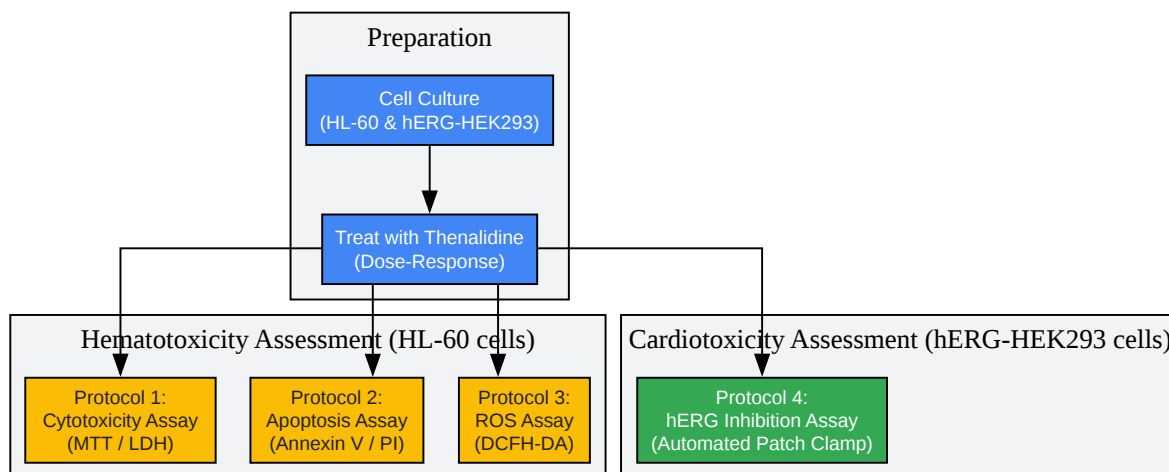 Preparation
Cell Culture
(HL-60 & hERG-HEK293)
Treat with Thenalidine
(Dose-Response)
Hematotoxicity Assessment (HL-60 cells)
Protocol 1:
Cytotoxicity Assay
(MTT / LDH)
Protocol 2:
Apoptosis Assay
(Annexin V / PI)
Protocol 3:
ROS Assay
(DCFH-DA)
Cardiotoxicity Assessment (hERG-HEK293 cells)
Protocol 4:
hERG Inhibition Assay
(Automated Patch Clamp)